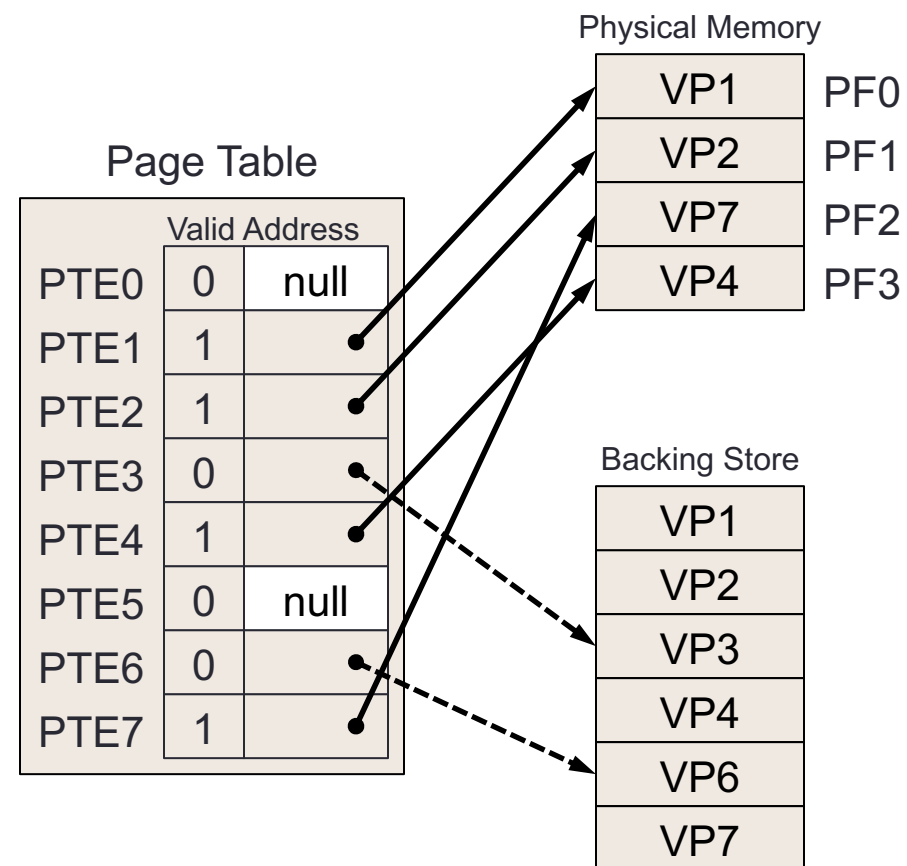 Physical Memory
VP1 PF0
VP2 PF1
VP7 PF2
VP4 PF3
Page Table
Valid Address
PTE0 0 null
PTE1 1
PTE2 1
PTE3 0
PTE4 1
PTE5 0 null
PTE6 0
PTE7 1
Backing Store
VP1
VP2
VP3
VP4
VP6
VP7